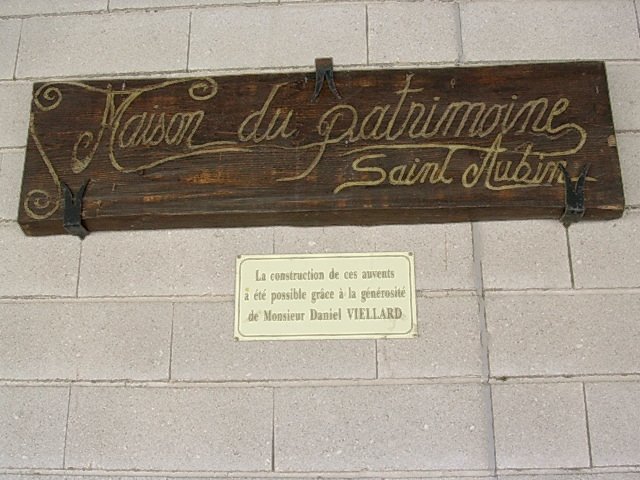 Maison du patrimoine
Saint Aubin
La construction de ces auvents
a été possible grâce à la générosité
de Monsieur Daniel VIELLARD